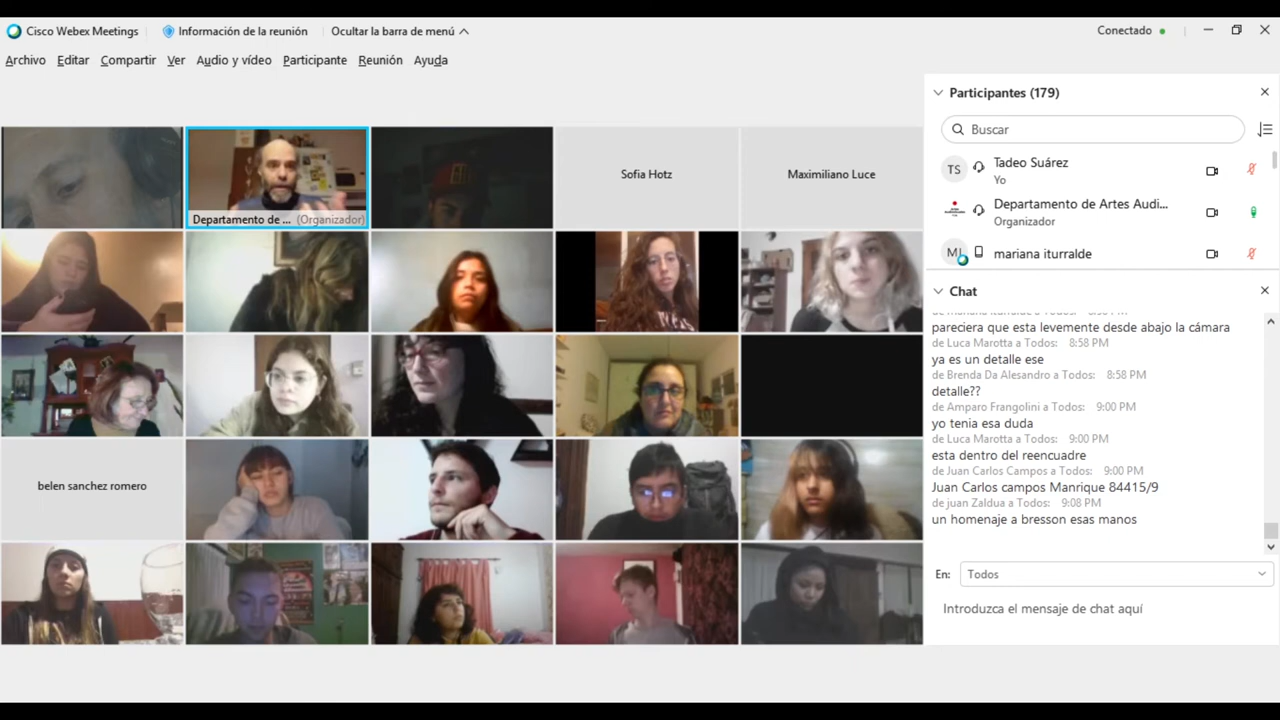 Cisco Webex Meetings
Información de la reunión
Ocultar la barra de menú
Conectado
Archivo Editar Compartir Ver Audio y vídeo Participante Reunión Ayuda
Departamento de ... (Organizador)
Sofia Hotz
Maximiliano Luce
belen sanchez romero
Participantes (179)
Buscar
TS
Tadeo Suárez
Yo
Departamento de Artes Audi...
Organizador
MI
mariana iturralde
Chat
pareciera que esta levemente desde abajo la cámara
de Luca Marotta a Todos: 8:58 PM
ya es un detalle ese
de Brenda Da Alesandro a Todos: 8:58 PM
detalle??
de Amparo Frangolini a Todos: 9:00 PM
yo tenia esa duda
de Luca Marotta a Todos: 9:00 PM
esta dentro del reencuadre
de Juan Carlos Campos a Todos: 9:00 PM
Juan Carlos campos Manrique 84415/9
de juan Zaldua a Todos: 9:08 PM
un homenaje a bresson esas manos
En: Todos
Introduzca el mensaje de chat aquí